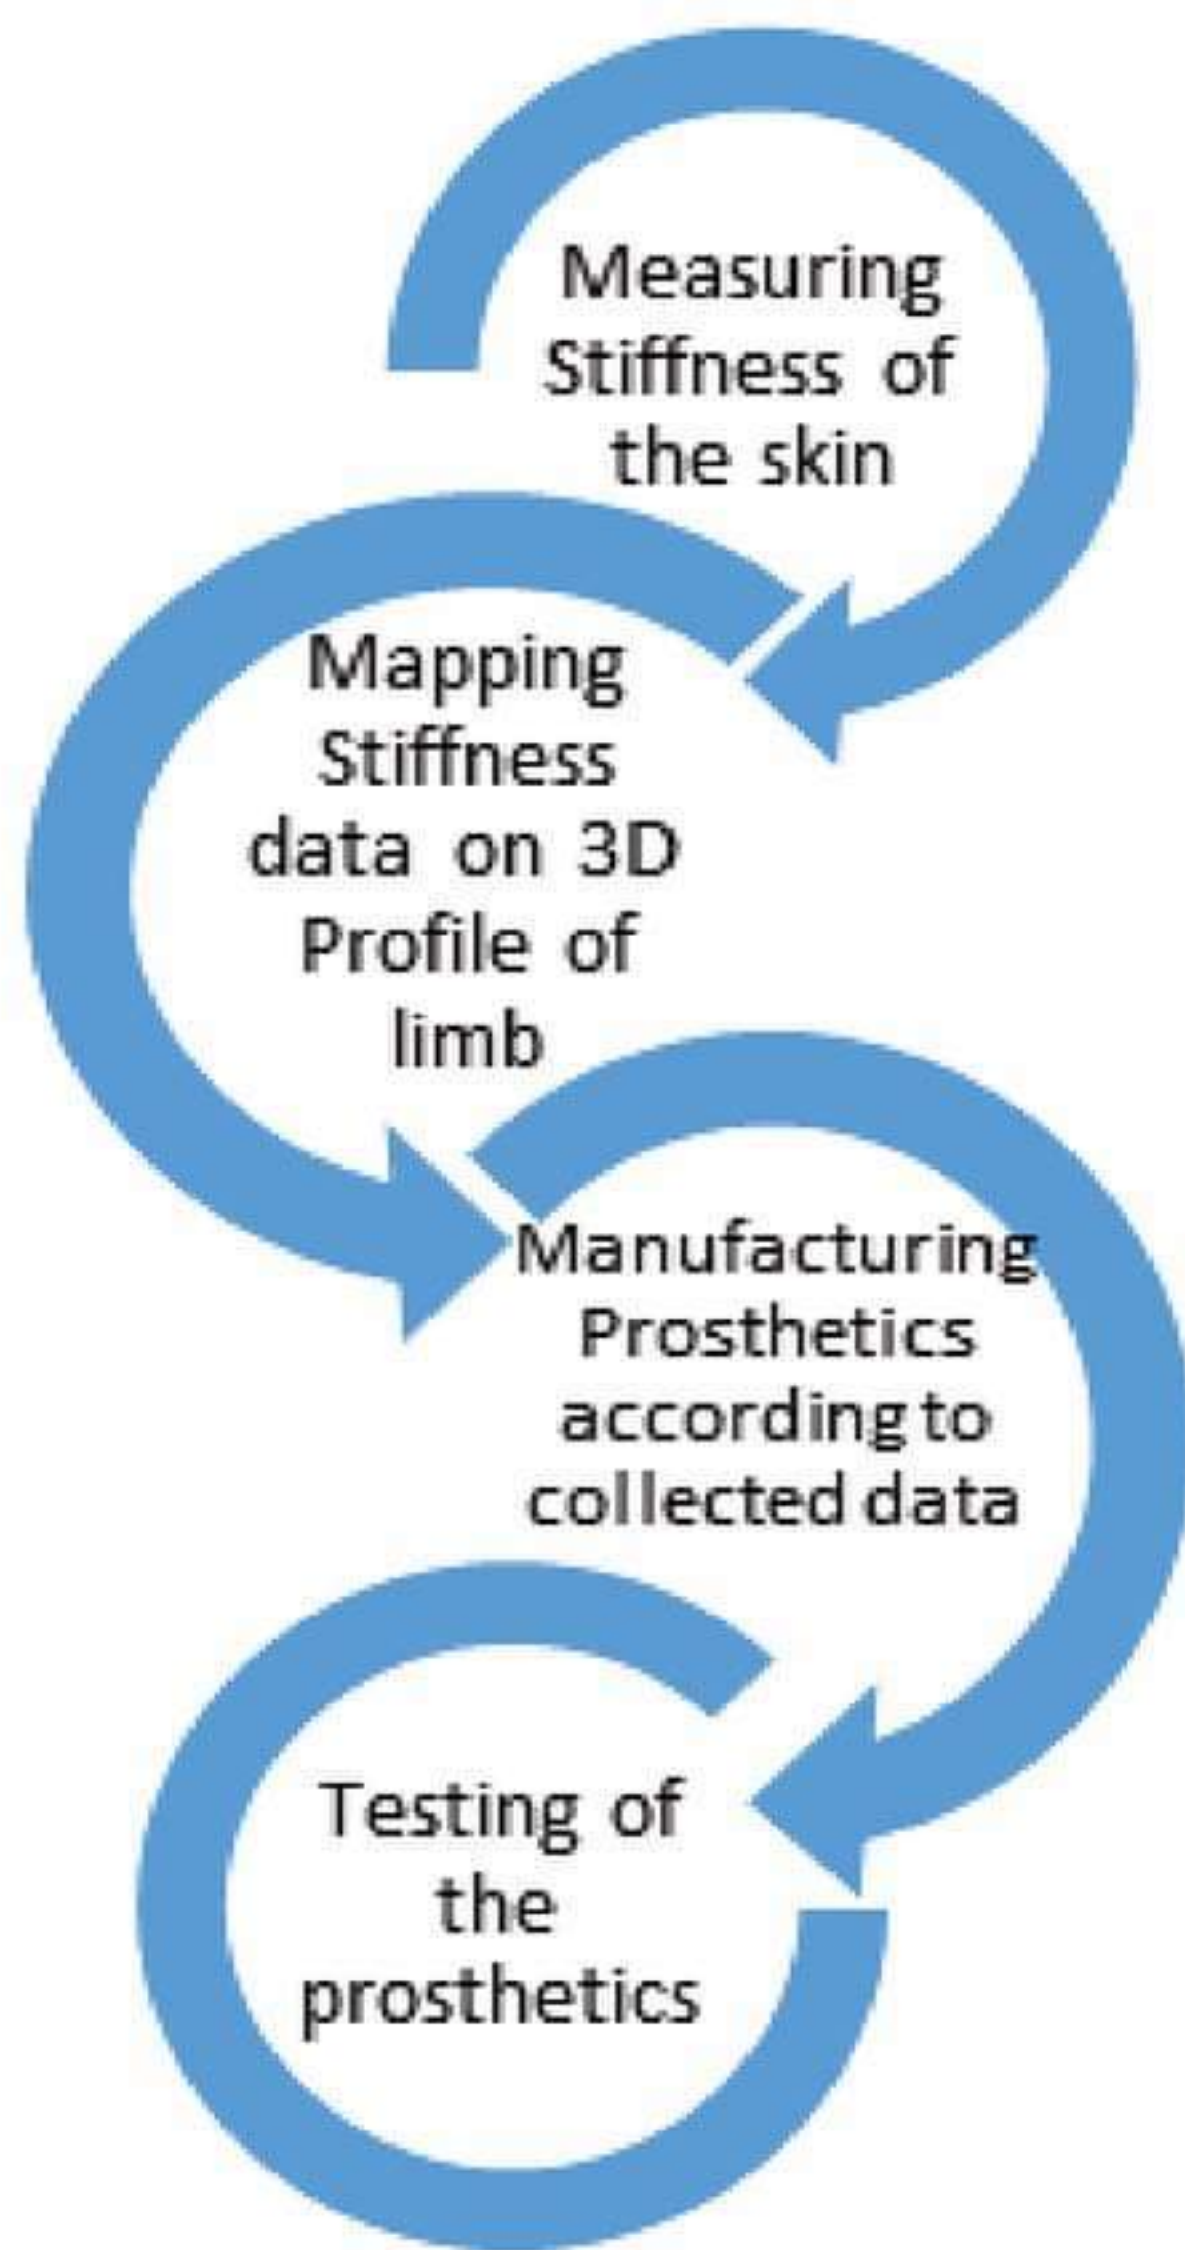 Measuring
Stiffness of
the skin
Mapping
Stiffness
data on 3D
Profile of
limb
Manufacturing
Prosthetics
according to
collected data
Testing of
the
prosthetics